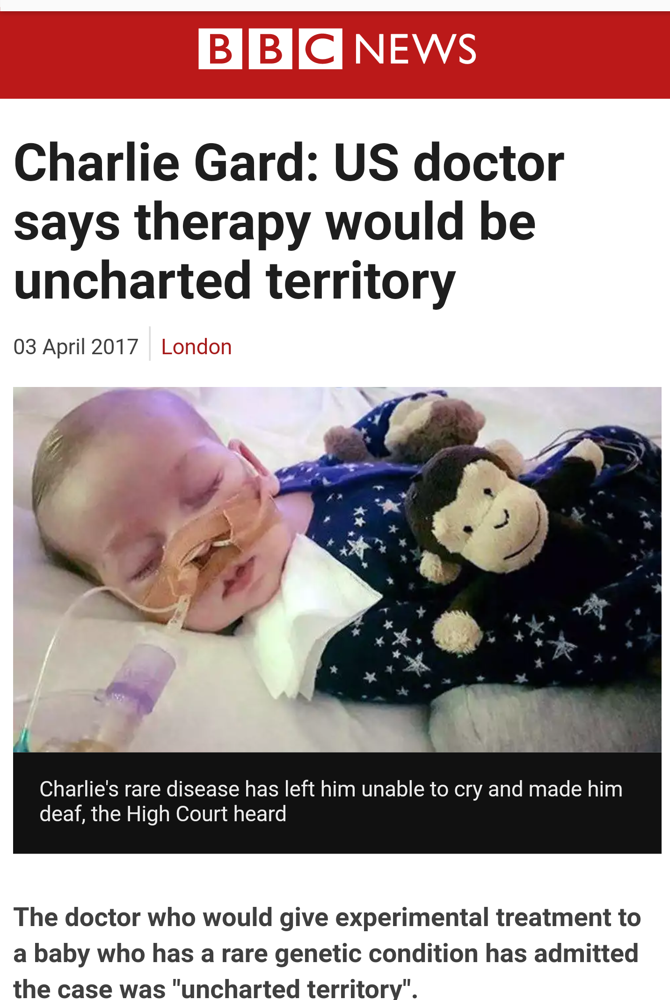 BBC NEWS
Charlie Gard: US doctor
says therapy would be
uncharted territory
03 April 2017 London
Charlie's rare disease has left him unable to cry and made him
deaf, the High Court heard
The doctor who would give experimental treatment to
a baby who has a rare genetic condition has admitted
the case was "uncharted territory".